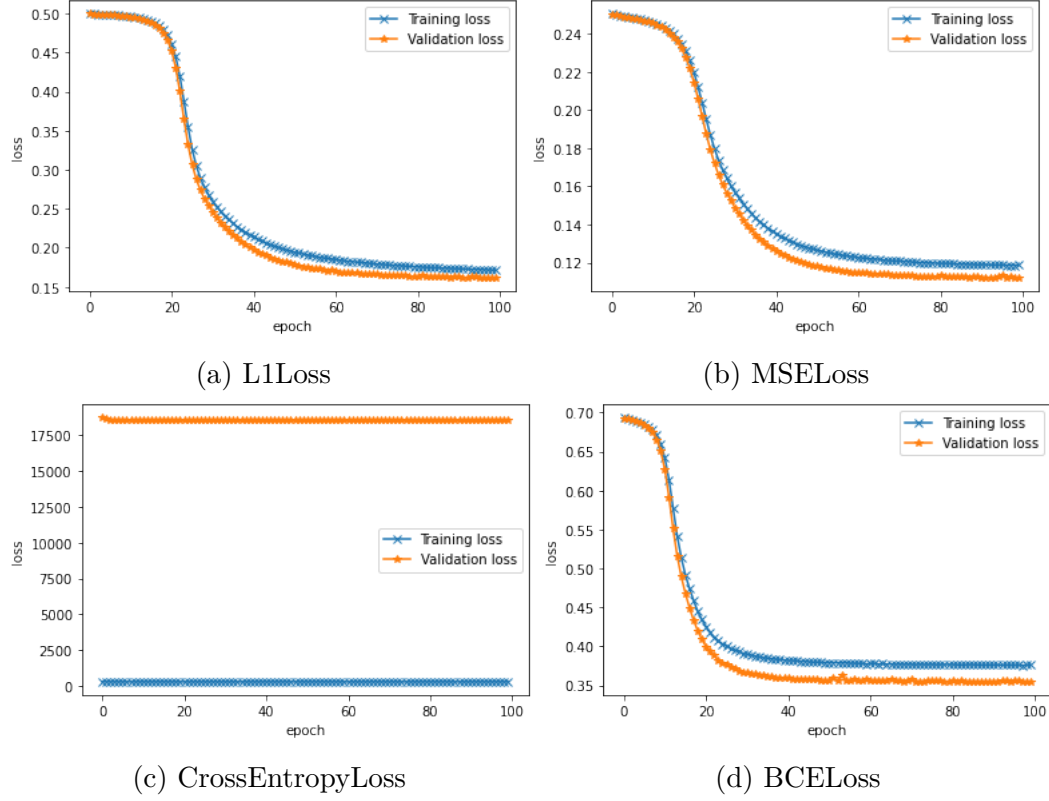 0.50
0.45
0.40
0.35
0.30
0.25
0.20
0.15
loss
0 20 40 60 80 100
epoch
Training loss
Validation loss
(a) L1Loss
0.24
0.22
0.20
0.18
0.16
0.14
0.12
loss
0 20 40 60 80 100
epoch
Training loss
Validation loss
(b) MSELoss
17500
15000
12500
10000
7500
5000
2500
0
loss
0 20 40 60 80 100
epoch
Training loss
Validation loss
(c) CrossEntropyLoss
0.70
0.65
0.60
0.55
0.50
0.45
0.40
0.35
loss
0 20 40 60 80 100
epoch
Training loss
Validation loss
(d) BCELoss